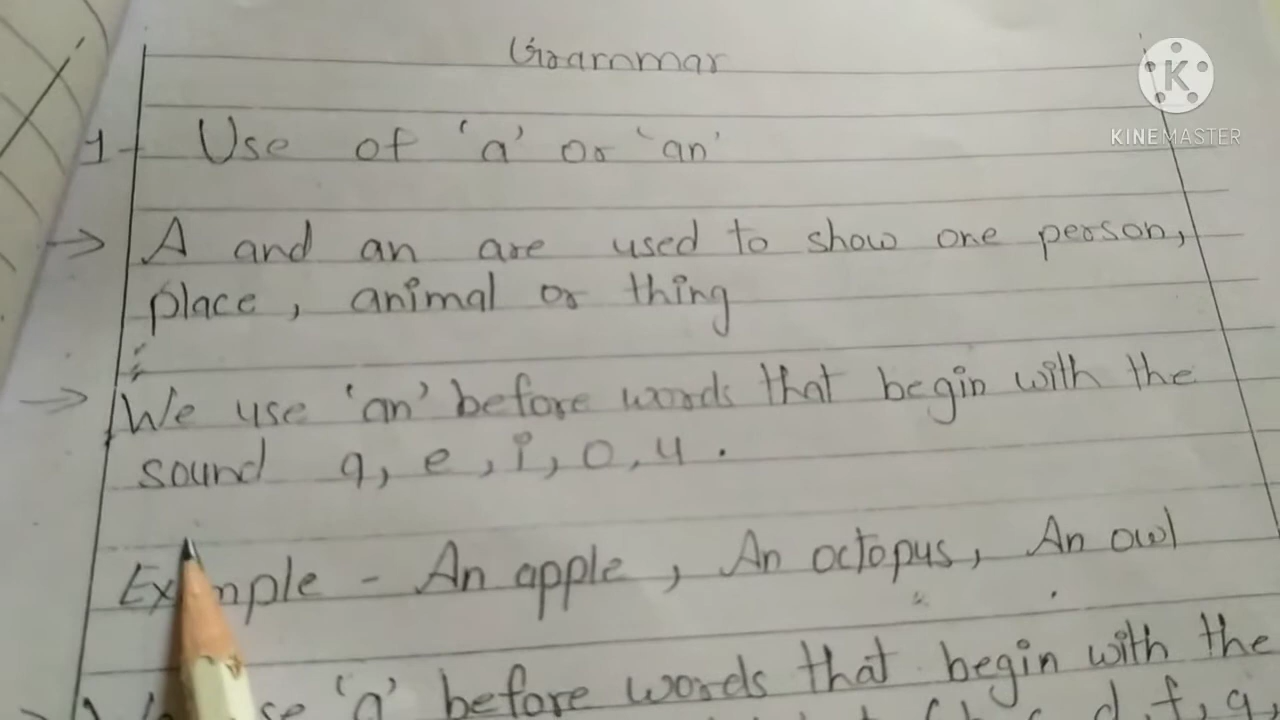 Grammar
1- Use of 'a' or 'an'
→ A and an are used to show one person,
place, animal or thing
→ We use 'an' before words that begin with the
sound a, e, i, o, u.
Example - An apple, An octopus, An owl
'a' before words that begin with the
d, f, g,
KINEMASTER